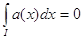 ∫_I a(x)dx = 0